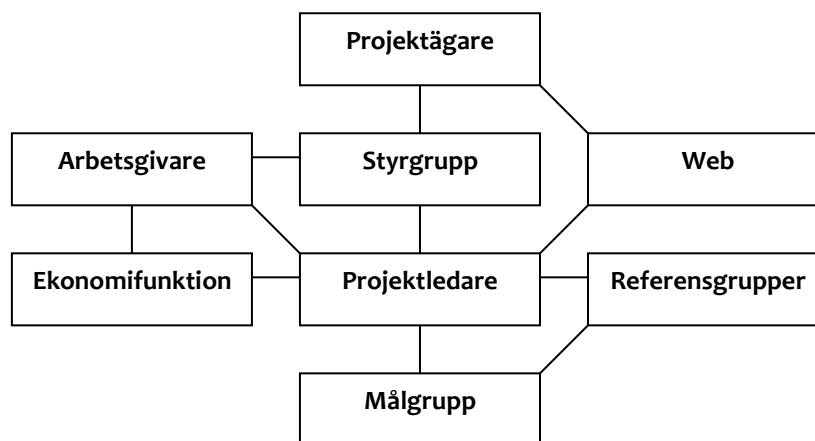 Projektägare
Arbetsgivare
Styrgrupp
Web
Ekonomifunktion
Projektledare
Referensgrupper
Målgrupp